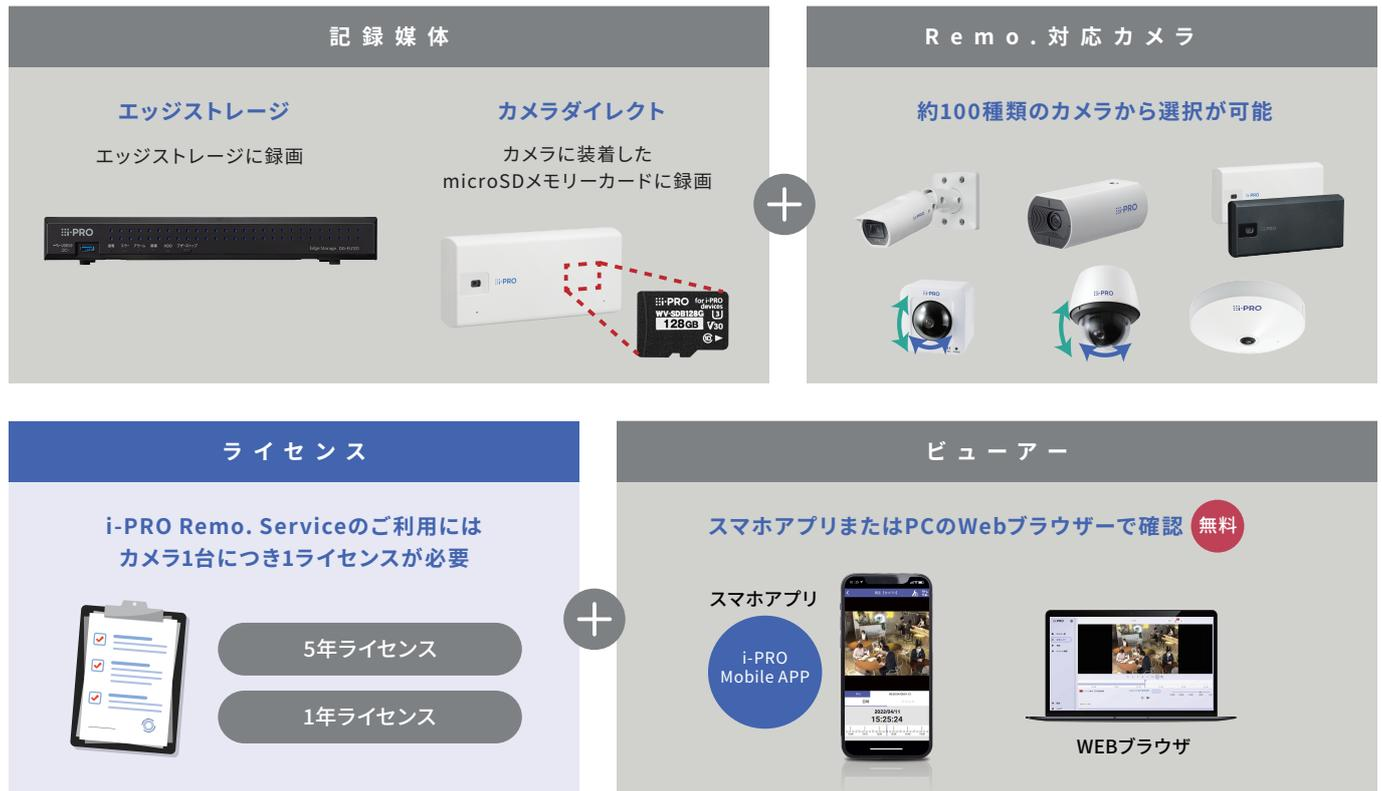 記録媒体
エッジストレージ
エッジストレージに録画
i-PRO
カメラダイレクト
カメラに装着した
microSDメモリーカードに録画
i-PRO
i-PRO for i-PRO
devices
WV-SDB128G
128GB
U3
V30
Remo.対応カメラ
約100種類のカメラから選択が可能
i-PRO
i-PRO
i-PRO
i-PRO
i-PRO
ライセンス
i-PRO Remo. Serviceのご利用には
カメラ1台につき1ライセンスが必要
5年ライセンス
1年ライセンス
ビューアー
スマホアプリまたはPCのWebブラウザーで確認
無料
スマホアプリ
i-PRO
Mobile APP
2022/04/11
15:25:24
WEBブラウザ